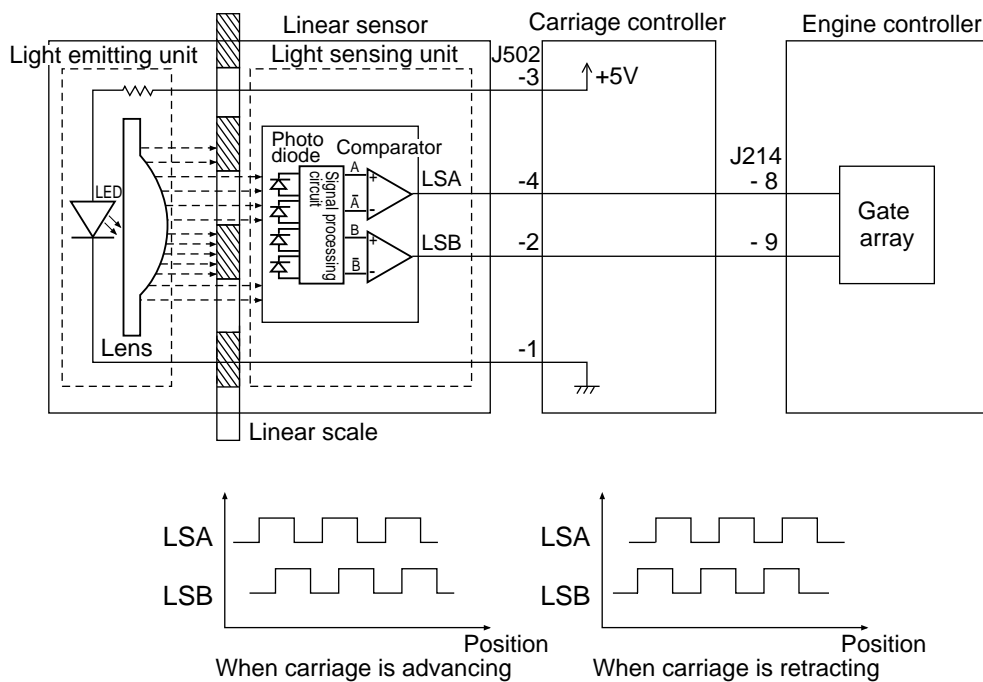 Linear sensor
Carriage controller
Engine controller
Light emitting unit
Light sensing unit
J502
-3
+5V
Photo
diode
Comparator
J214
LED
Signal processing
circuit
A
+
LSA
-4
- 8
A̅
-
Gate
array
B
+
LSB
-2
- 9
B̅
-
Lens
-1
Linear scale
LSA
LSB
Position
When carriage is advancing
LSA
LSB
Position
When carriage is retracting